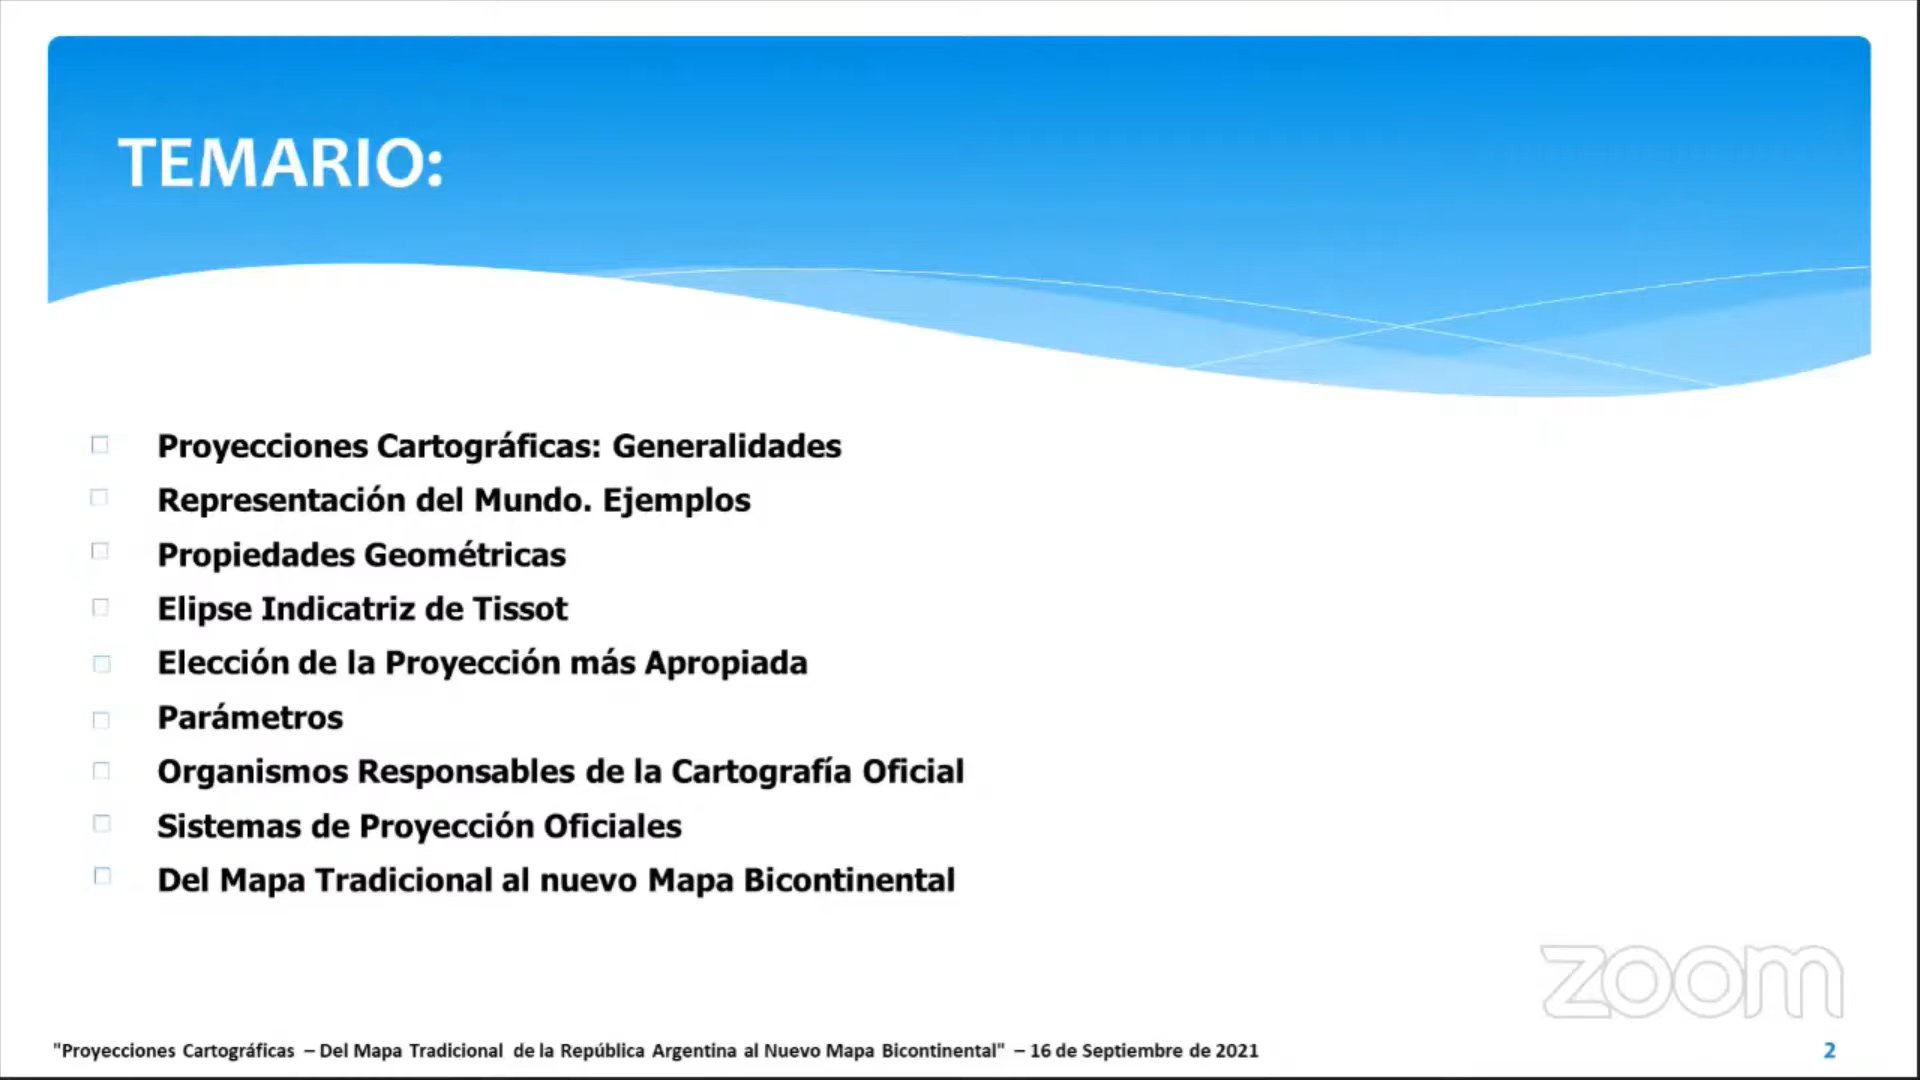 TEMARIO:
Proyecciones Cartográficas: Generalidades
Representación del Mundo. Ejemplos
Propiedades Geométricas
Elipse Indicatriz de Tissot
Elección de la Proyección más Apropiada
Parámetros
Organismos Responsables de la Cartografía Oficial
Sistemas de Proyección Oficiales
Del Mapa Tradicional al nuevo Mapa Bicontinental
zoom
"Proyecciones Cartográficas – Del Mapa Tradicional de la República Argentina al Nuevo Mapa Bicontinental" – 16 de Septiembre de 2021
2